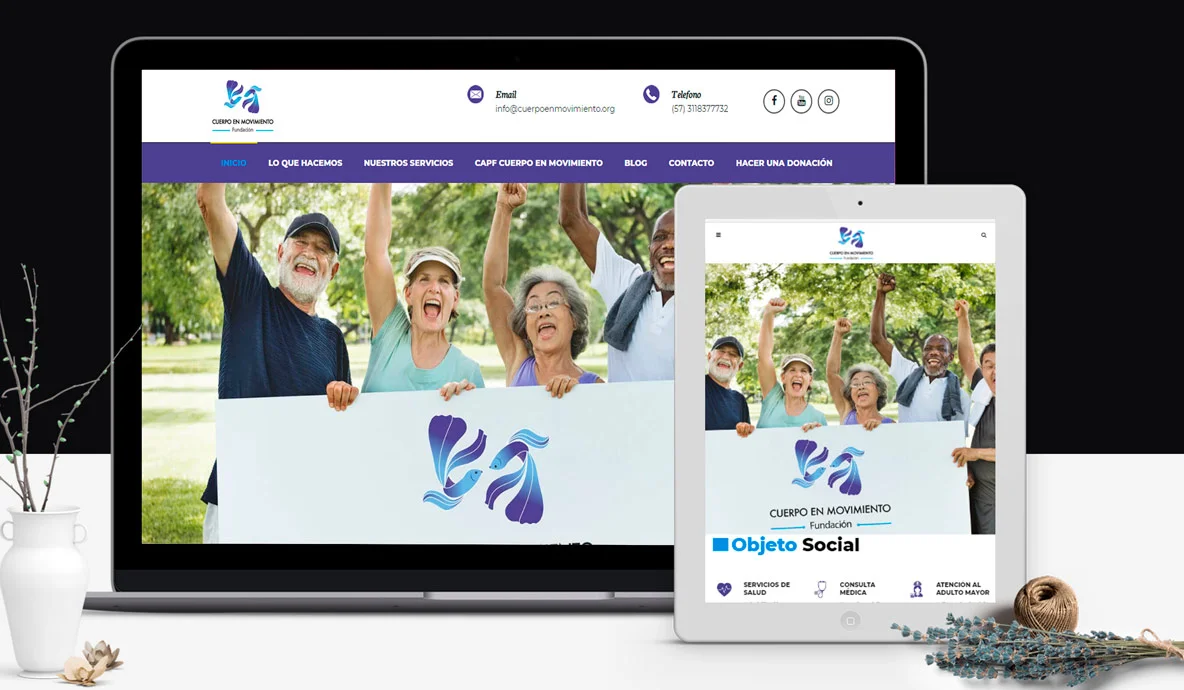 CUERPO EN MOVIMIENTO
Fundación
Email
info@cuerpoenmovimiento.org
Telefono
(57) 3118377732
INICIO
LO QUE HACEMOS
NUESTROS SERVICIOS
CAPF CUERPO EN MOVIMIENTO
BLOG
CONTACTO
HACER UNA DONACIÓN
CUERPO EN MOVIMIENTO
Fundación
CUERPO EN MOVIMIENTO
Fundación
Objeto Social
SERVICIOS DE
SALUD
CONSULTA
MEDICA
ATENCION AL
ADULTO MAYOR